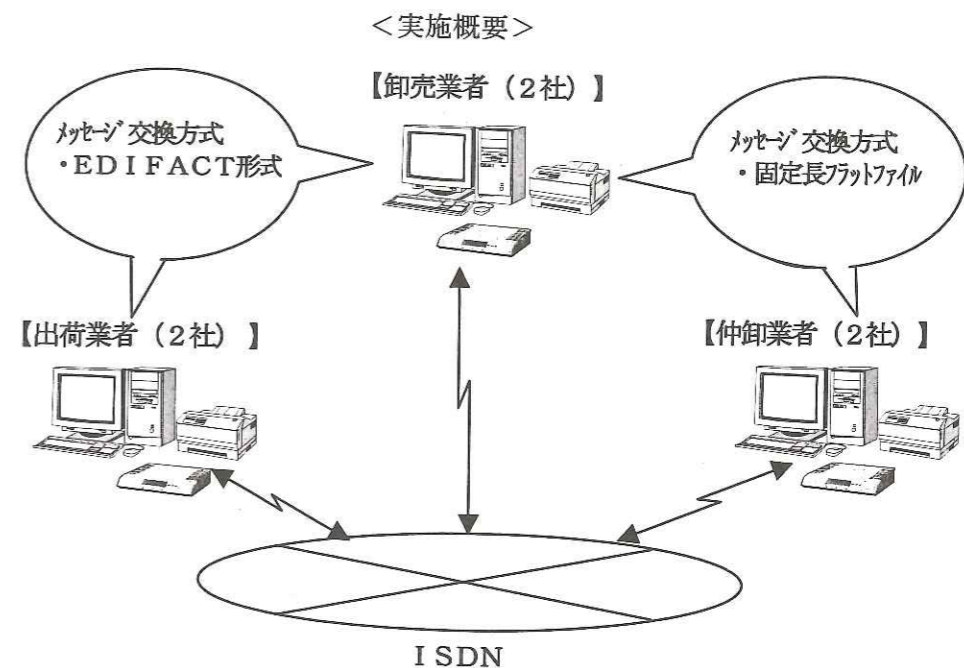 ＜実施概要＞
【卸売業者（２社）】
ﾒｯｾｰｼﾞ交換方式
・ＥＤＩＦＡＣＴ形式
ﾒｯｾｰｼﾞ交換方式
・固定長ﾌﾗｯﾄﾌｧｲﾙ
【出荷業者（２社）】
【仲卸業者（２社）】
ＩＳＤＮ